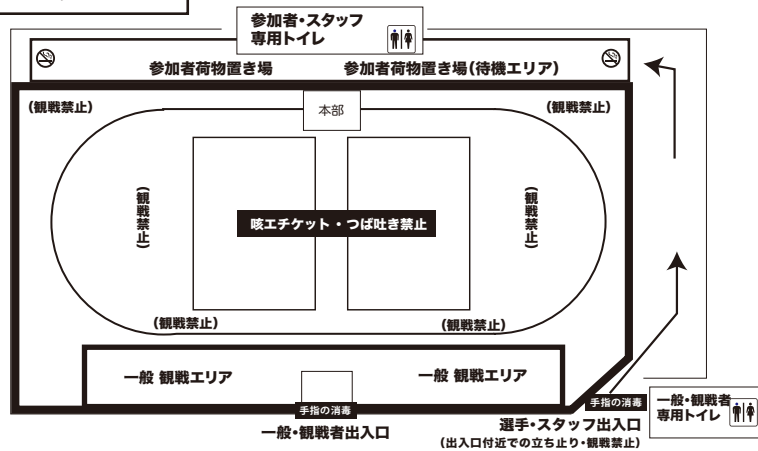 参加者・スタッフ
専用トイレ
参加者荷物置き場
参加者荷物置き場(待機エリア)
(観戦禁止)
本部
(観戦禁止)
(観戦禁止)
咳エチケット・つば吐き禁止
(観戦禁止)
(観戦禁止)
(観戦禁止)
一般 観戦エリア
一般 観戦エリア
手指の消毒
一般・観戦者出入口
手指の消毒
選手・スタッフ出入口
(出入口付近での立ち止り・観戦禁止)
一般・観戦者
専用トイレ